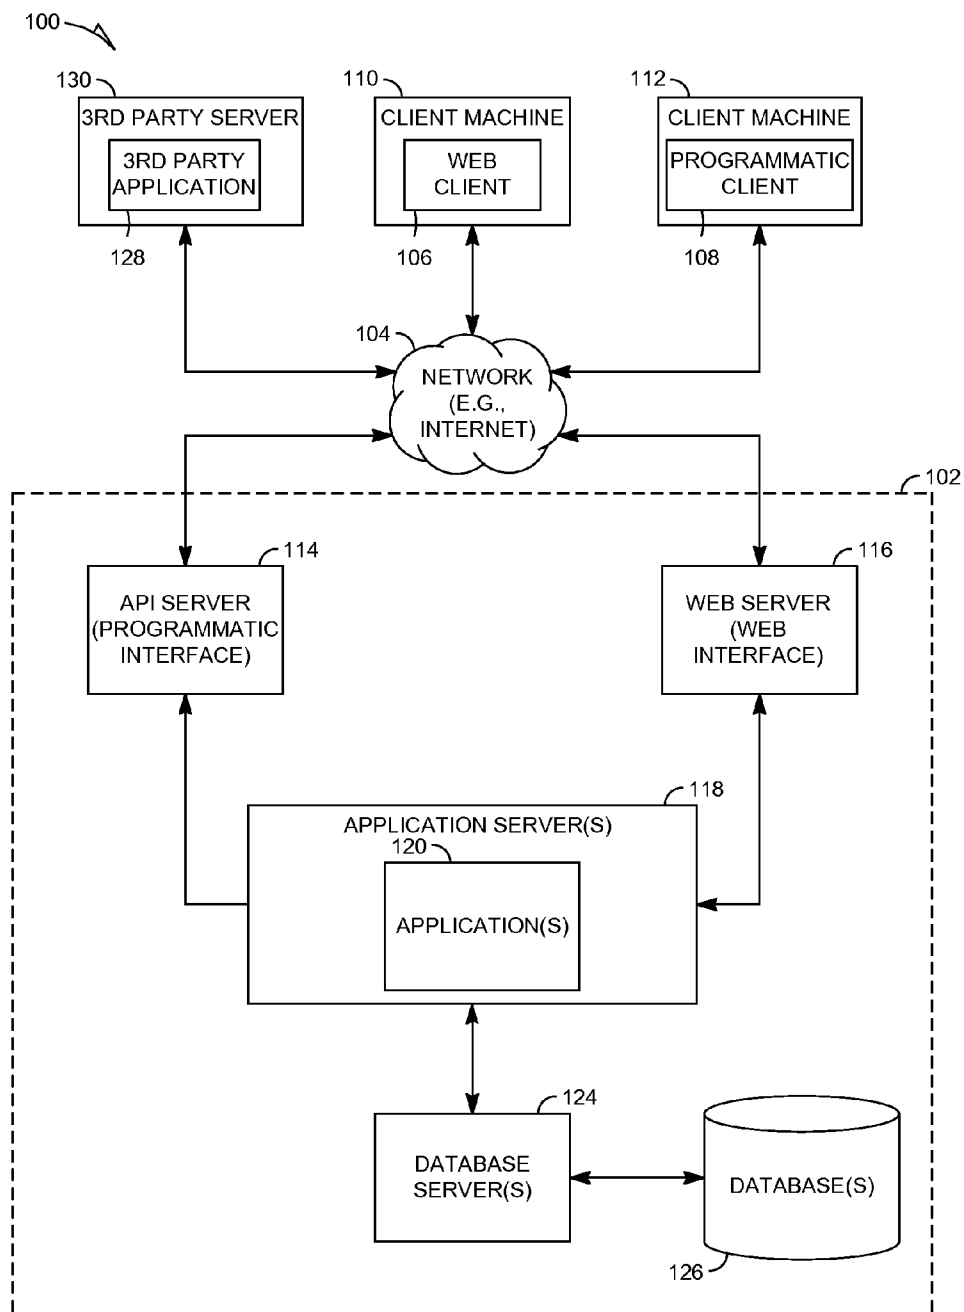 100
130
110
112
3RD PARTY SERVER
3RD PARTY
APPLICATION
128
CLIENT MACHINE
WEB
CLIENT
106
CLIENT MACHINE
PROGRAMMATIC
CLIENT
108
104
NETWORK
(E.G.,
INTERNET)
102
114
API SERVER
(PROGRAMMATIC
INTERFACE)
116
WEB SERVER
(WEB
INTERFACE)
118
APPLICATION SERVER(S)
120
APPLICATION(S)
124
DATABASE
SERVER(S)
DATABASE(S)
126